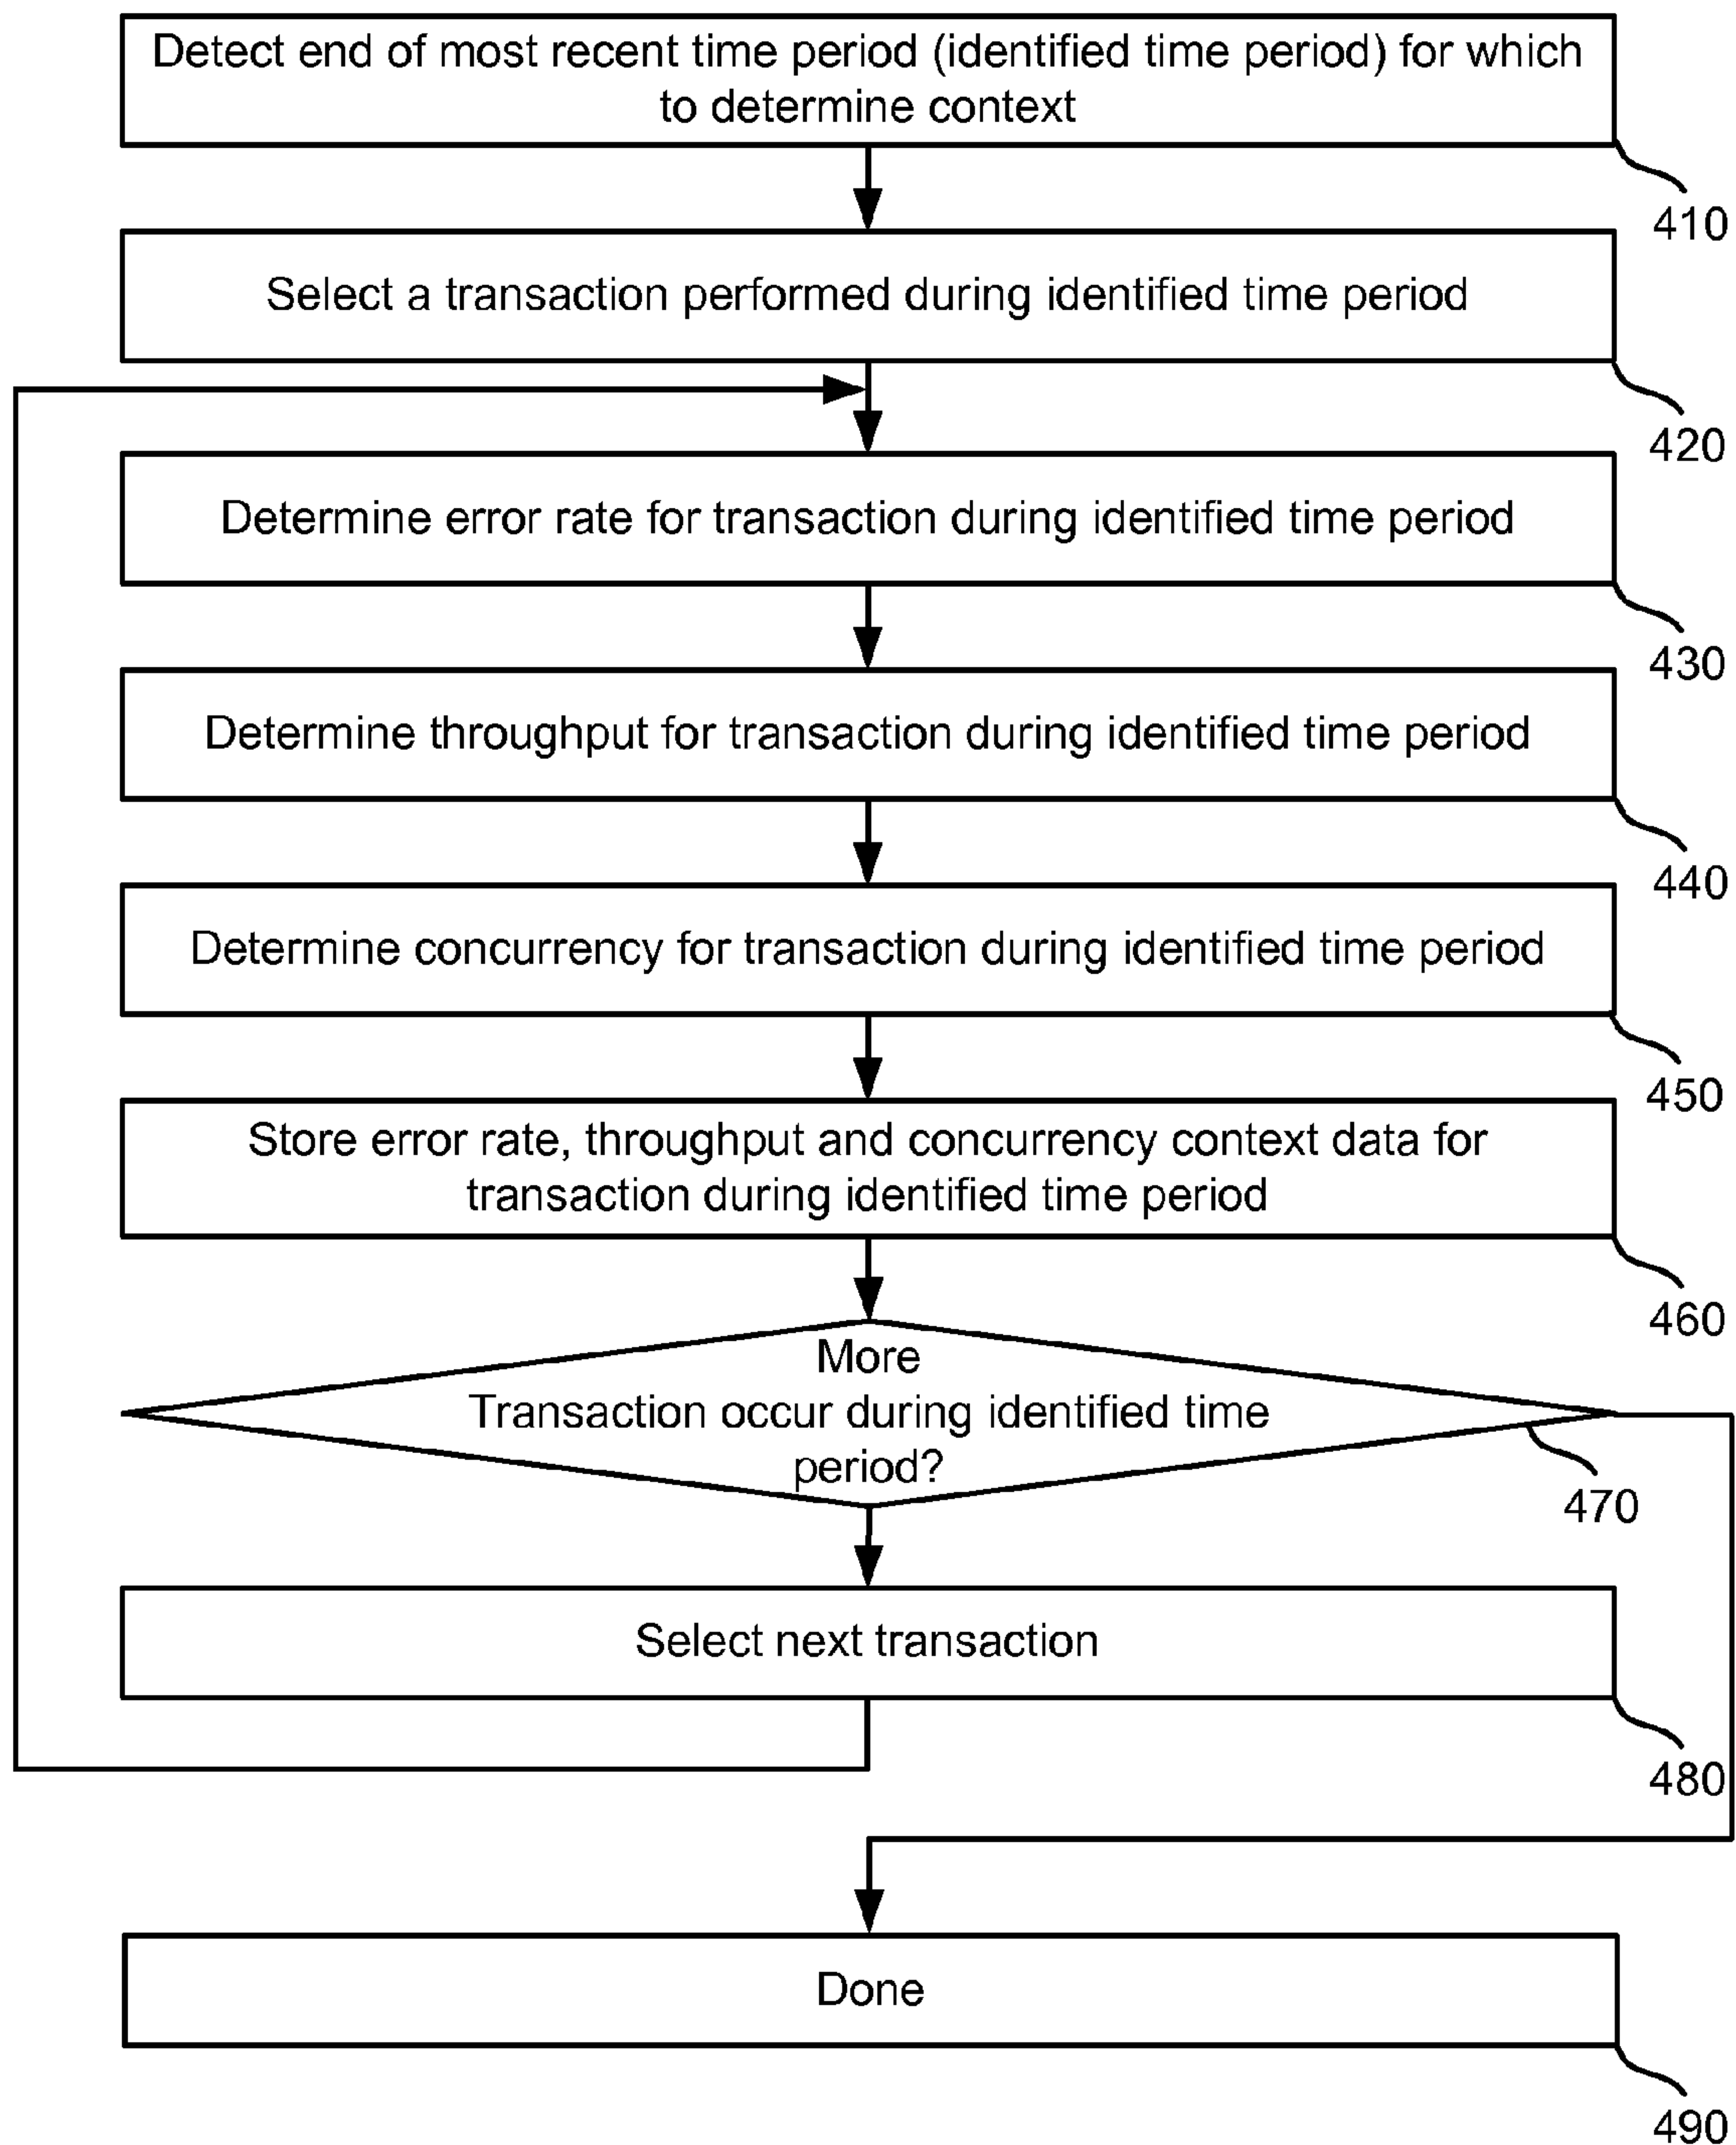 Detect end of most recent time period (identified time period) for which
to determine context
410
Select a transaction performed during identified time period
420
Determine error rate for transaction during identified time period
430
Determine throughput for transaction during identified time period
440
Determine concurrency for transaction during identified time period
450
Store error rate, throughput and concurrency context data for
transaction during identified time period
460
More
Transaction occur during identified time
period?
470
Select next transaction
480
Done
490